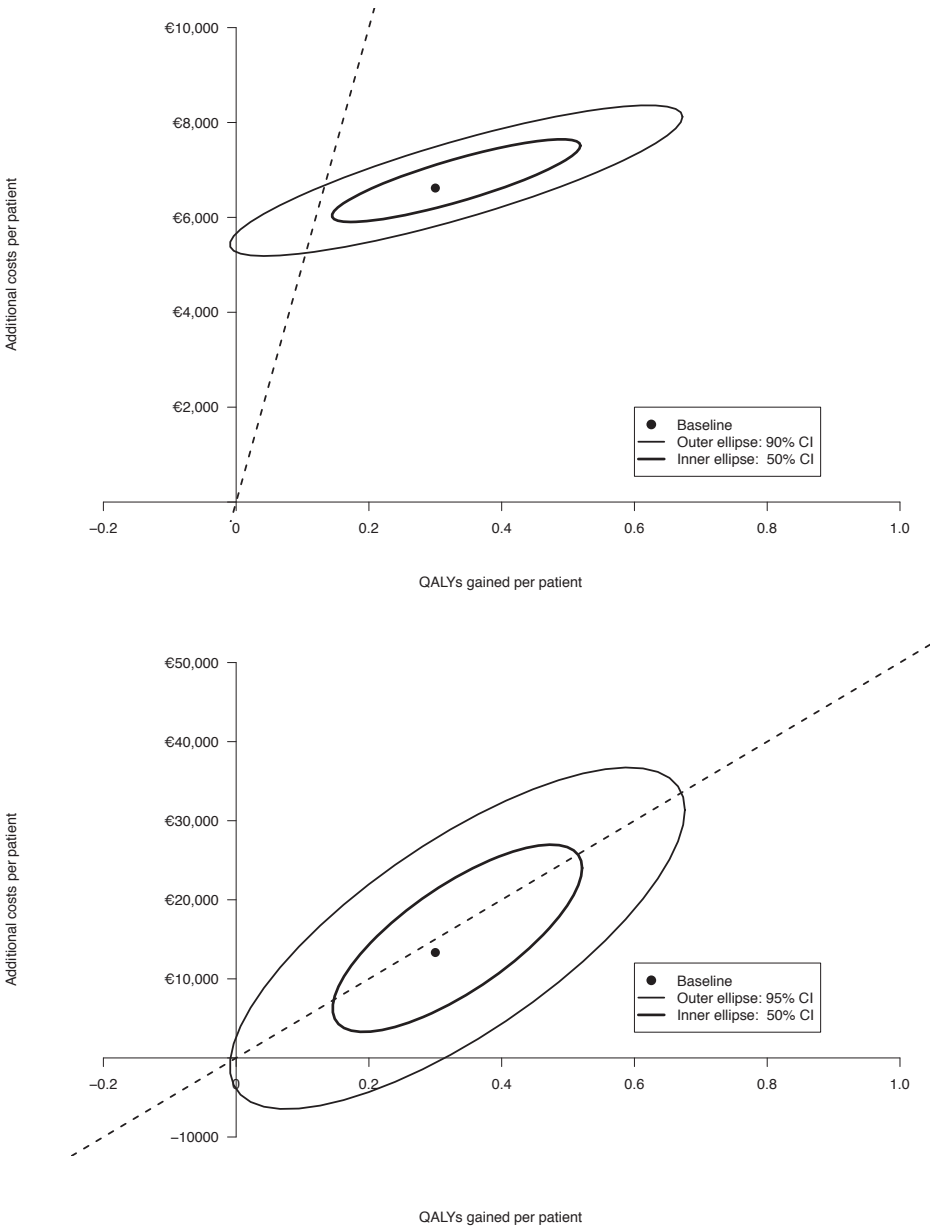 €10,000
€8,000
€6,000
€4,000
€2,000
Additional costs per patient
Baseline
Outer ellipse: 90% CI
Inner ellipse: 50% CI
−0.2 0 0.2 0.4 0.6 0.8 1.0
QALYs gained per patient
€50,000
€40,000
€30,000
€20,000
€10,000
Additional costs per patient
Baseline
Outer ellipse: 95% CI
Inner ellipse: 50% CI
−0.2 0 0.2 0.4 0.6 0.8 1.0
−10000
QALYs gained per patient